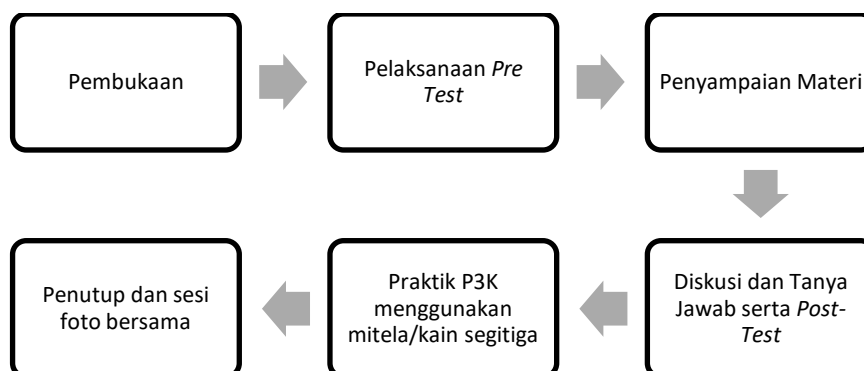 Pembukaan
Pelaksanaan Pre
Test
Penyampaian Materi
Diskusi dan Tanya
Jawab serta Post-
Test
Praktik P3K
menggunakan
mitela/kain segitiga
Penutup dan sesi
foto bersama